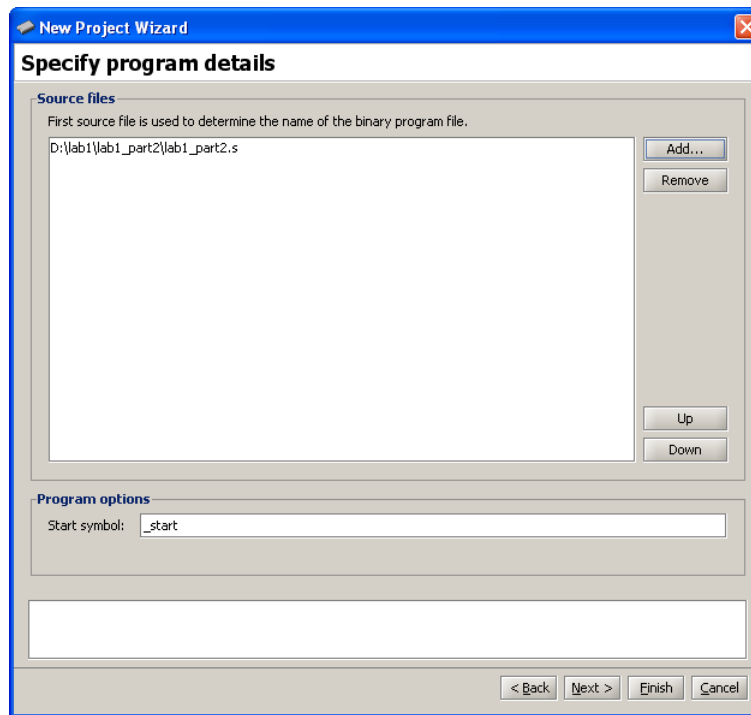 New Project Wizard
Specify program details
Source files
First source file is used to determine the name of the binary program file.
D:\lab1\lab1_part2\lab1_part2.s
Add...
Remove
Up
Down
Program options
Start symbol: _start
< Back Next > Finish Cancel